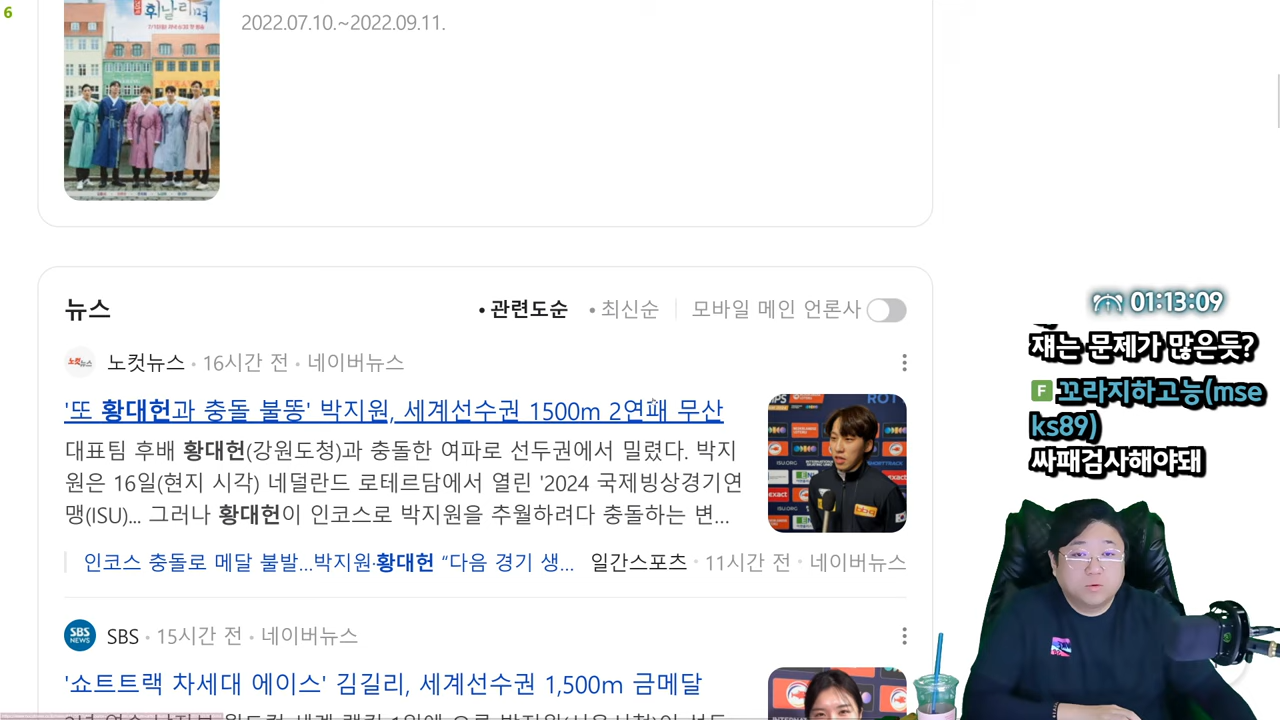 6
휘날리며
2022.07.10.~2022.09.11.
뉴스
• 관련도순 • 최신순 모바일 메인 언론사
노컷뉴스 노컷뉴스 • 16시간 전 • 네이버뉴스
'또 황대헌과 충돌 불똥' 박지원, 세계선수권 1500m 2연패 무산
대표팀 후배 황대헌(강원도청)과 충돌한 여파로 선두권에서 밀렸다. 박지
원은 16일(현지 시각) 네덜란드 로테르담에서 열린 '2024 국제빙상경기연
맹(ISU)... 그러나 황대헌이 인코스로 박지원을 추월하려다 충돌하는 변...
인코스 충돌로 메달 불발...박지원·황대헌 “다음 경기 생... 일간스포츠 • 11시간 전 • 네이버뉴스
SBS NEWS SBS • 15시간 전 • 네이버뉴스
'쇼트트랙 차세대 에이스' 김길리, 세계선수권 1,500m 금메달
01:13:09
쟤는 문제가 많은듯?
F 꼬라지하고능(mse
ks89)
싸패검사해야돼